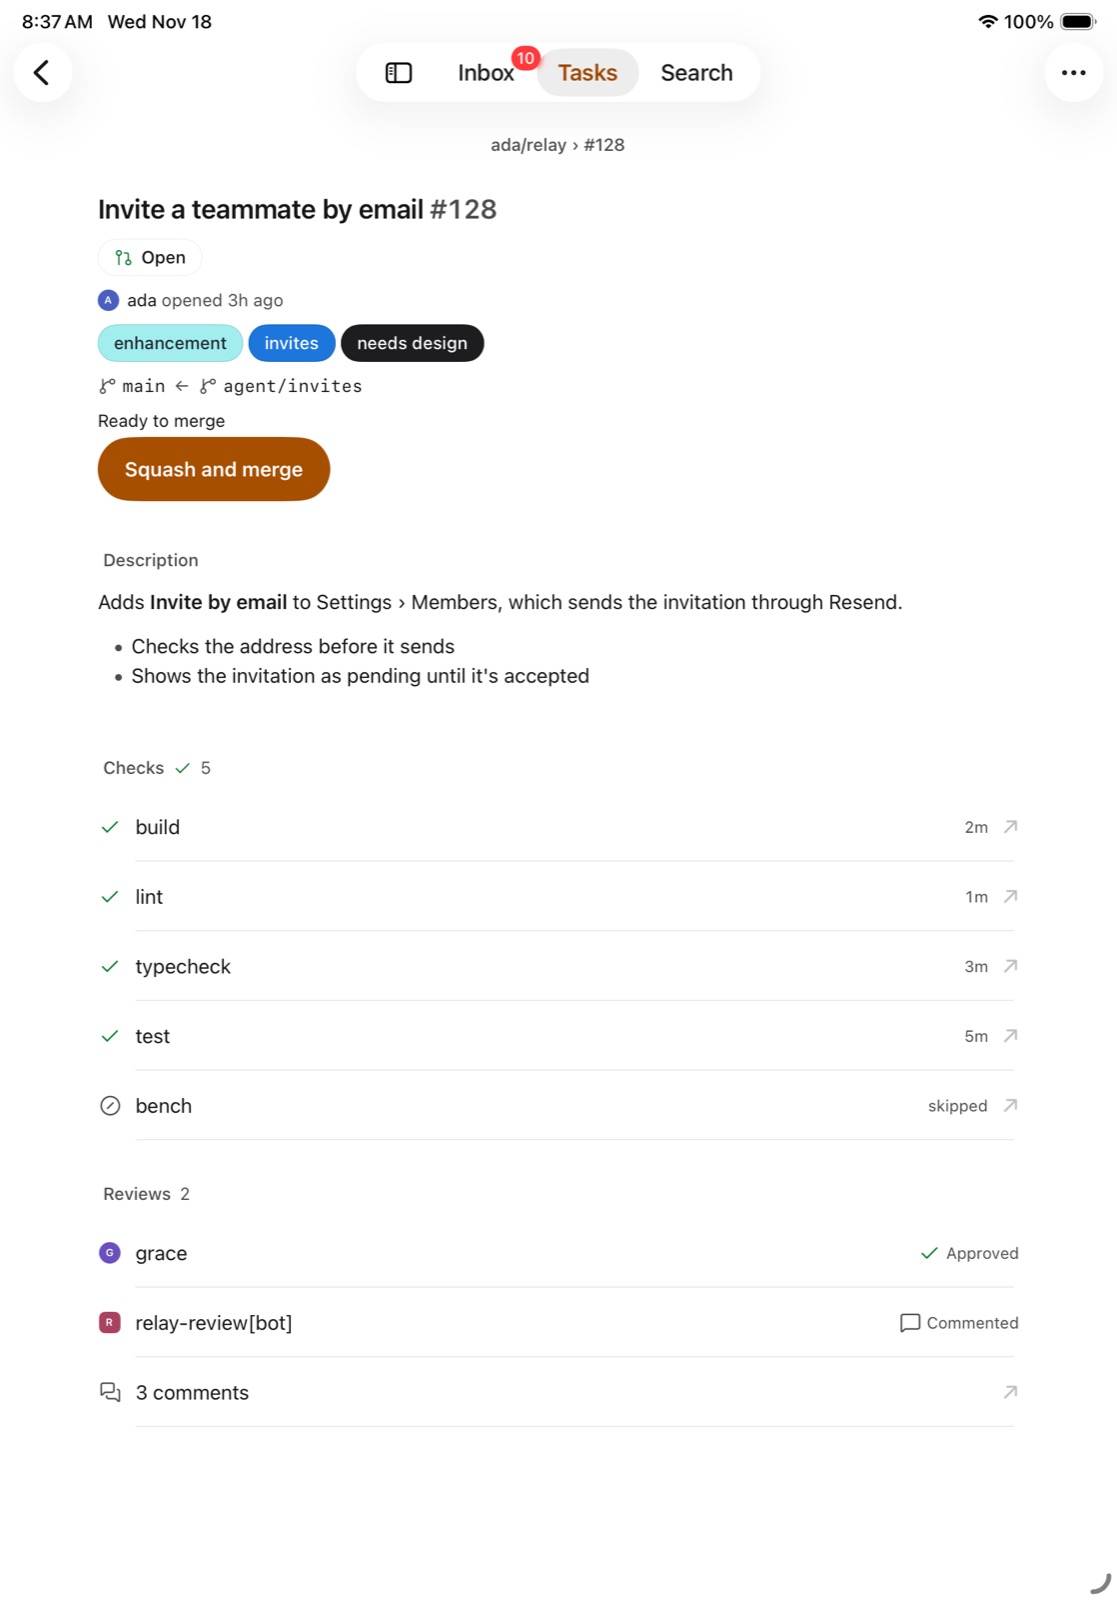 8:37 AM Wed Nov 18
100%
Inbox 10 Tasks Search
ada/relay › #128
Invite a teammate by email #128
Open
A ada opened 3h ago
enhancement invites needs design
main ← agent/invites
Ready to merge
Squash and merge
Description
Adds Invite by email to Settings › Members, which sends the invitation through Resend.
• Checks the address before it sends
• Shows the invitation as pending until it's accepted
Checks 5
build 2m
lint 1m
typecheck 3m
test 5m
bench skipped
Reviews 2
G grace Approved
R relay-review[bot] Commented
3 comments